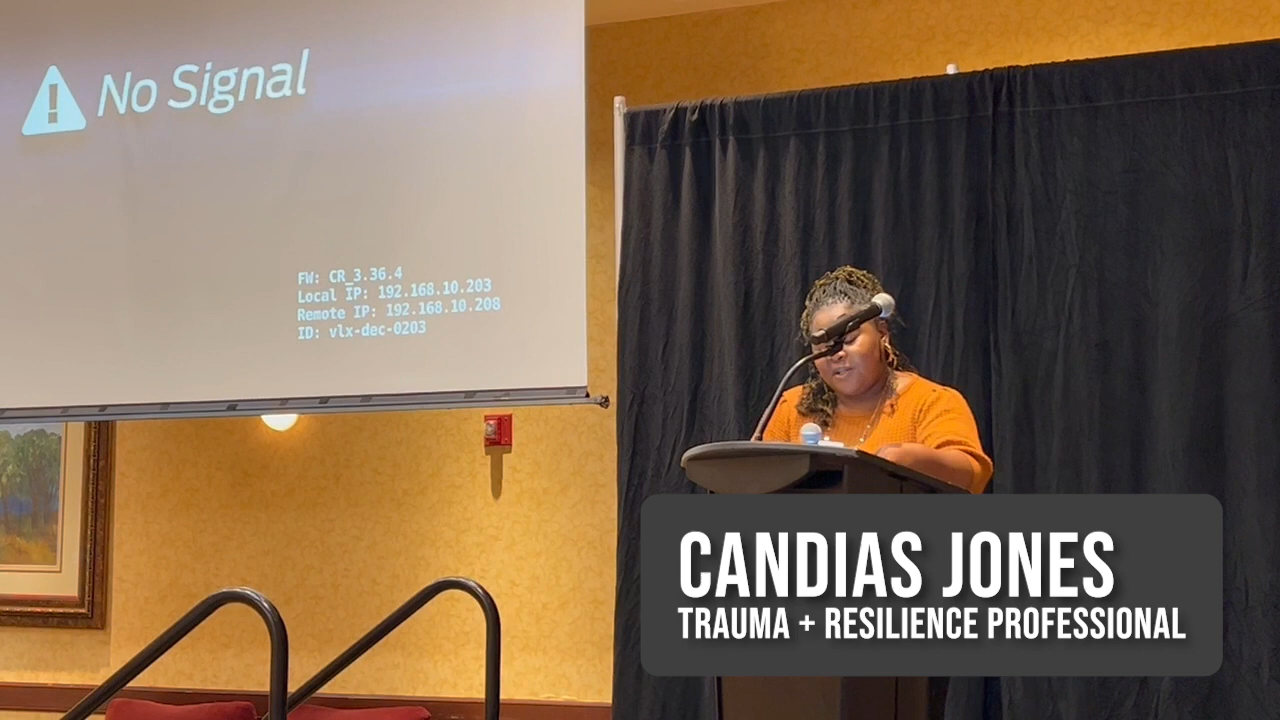 No Signal
FW: CR_3.36.4
Local IP: 192.168.10.203
Remote IP: 192.168.10.208
ID: vlx-dec-0203
CANDIAS JONES
TRAUMA + RESILIENCE PROFESSIONAL